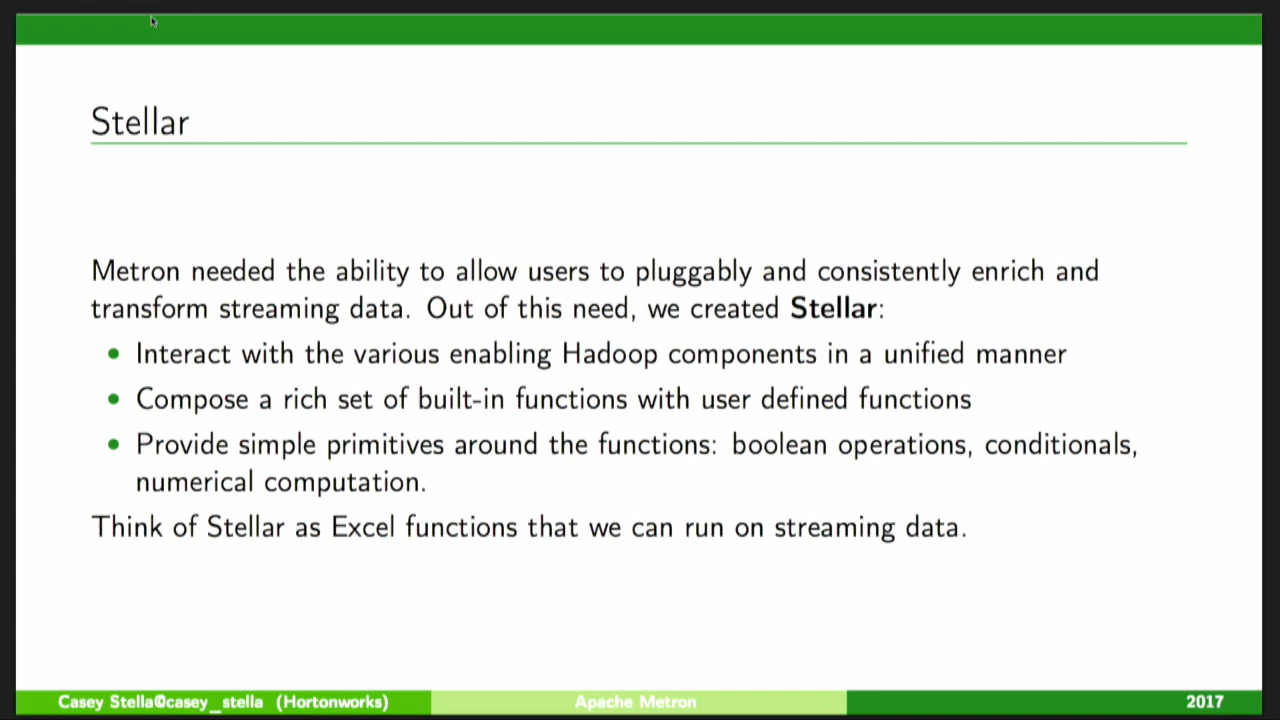 Stellar
Metron needed the ability to allow users to pluggably and consistently enrich and
transform streaming data. Out of this need, we created Stellar:
Interact with the various enabling Hadoop components in a unified manner
Compose a rich set of built-in functions with user defined functions
Provide simple primitives around the functions: boolean operations, conditionals,
numerical computation.
Think of Stellar as Excel functions that we can run on streaming data.
Casey Stella@casey_stella (Hortonworks) Apache Metron 2017